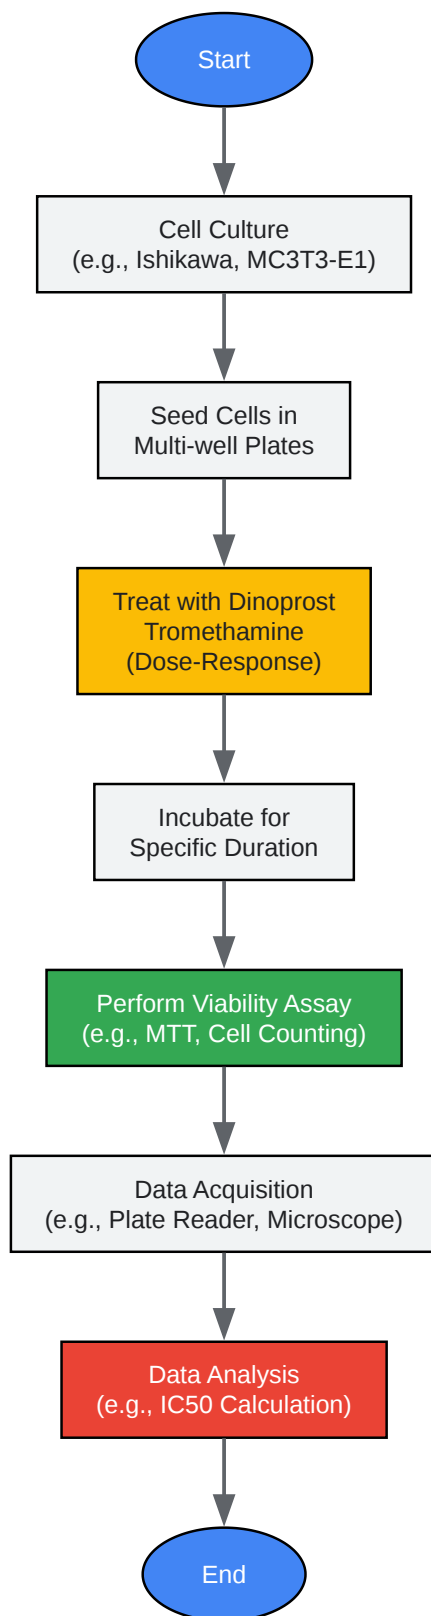 Start
Cell Culture
(e.g., Ishikawa, MC3T3-E1)
Seed Cells in
Multi-well Plates
Treat with Dinoprost
Tromethamine
(Dose-Response)
Incubate for
Specific Duration
Perform Viability Assay
(e.g., MTT, Cell Counting)
Data Acquisition
(e.g., Plate Reader, Microscope)
Data Analysis
(e.g., IC50 Calculation)
End